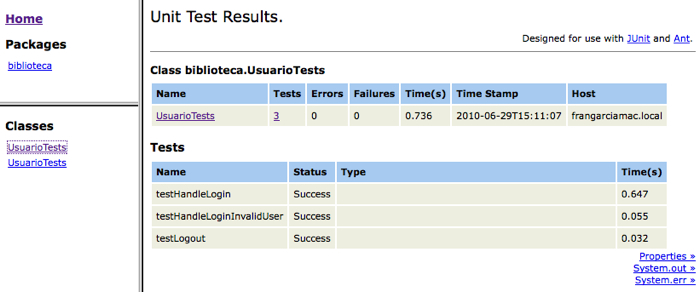 Home
Packages
biblioteca
Classes
UsuarioTests
UsuarioTests
Unit Test Results.
Designed for use with JUnit and Ant.
Class biblioteca.UsuarioTests
Name Tests Errors Failures Time(s) Time Stamp Host
UsuarioTests 3 0 0 0.736 2010-06-29T15:11:07 frangarciamac.local
Tests
Name Status Type Time(s)
testHandleLogin Success 0.647
testHandleLoginInvalidUser Success 0.055
testLogout Success 0.032
Properties »
System.out »
System.err »